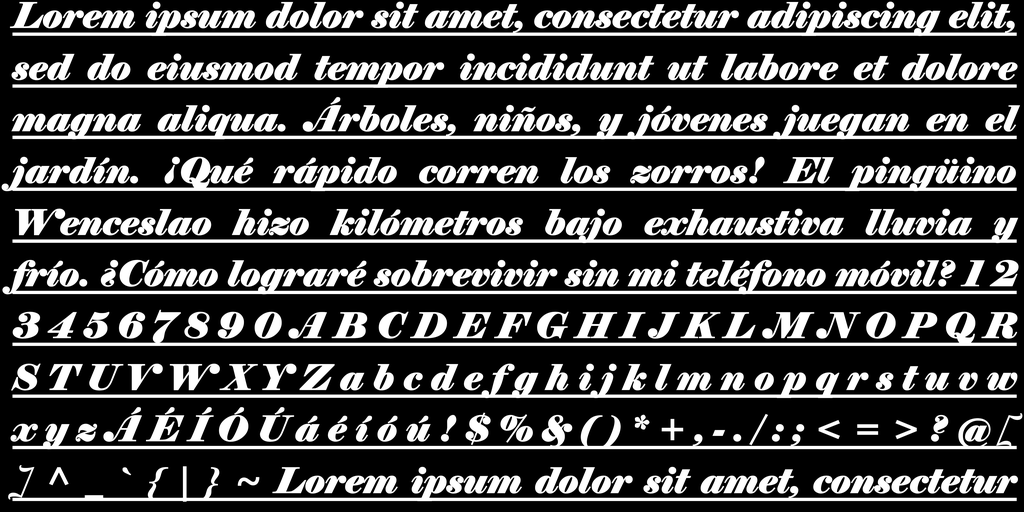 Lorem ipsum dolor sit amet, consectetur adipiscing elit,
sed do eiusmod tempor incididunt ut labore et dolore
magna aliqua. Árboles, niños, y jóvenes juegan en el
jardín. ¡Qué rápido corren los zorros! El pingüino
Wenceslao hizo kilómetros bajo exhaustiva lluvia y
frío. ¿Cómo lograré sobrevivir sin mi teléfono móvil? 1 2
3 4 5 6 7 8 9 0 A B C D E F G H I J K L M N O P Q R
S T U V W X Y Z a b c d e f g h i j k l m n o p q r s t u v w
x y z Á É Í Ó Ú á é í ó ú ! $ % & ( ) * + , - . / : ; < = > ? @ [
] ^ _ ` { | } ~ Lorem ipsum dolor sit amet, consectetur